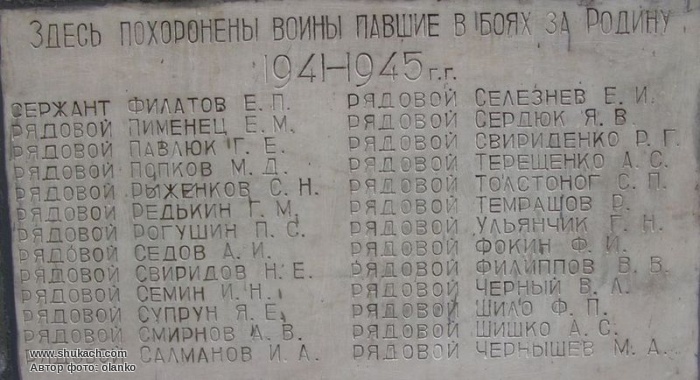 Здесь похоронены воины павшие в боях за Родину
1941–1945 г.г.
СЕРЖАНТ ФИЛАТОВ Е. П.
РЯДОВОЙ ПИМЕНЕЦ Е. М.
РЯДОВОЙ ПАВЛЮК Г. Е.
РЯДОВОЙ ПОПКОВ М. Д.
РЯДОВОЙ РЫЖЕНКОВ С. Н.
РЯДОВОЙ РЕДЬКИН Г. М.
РЯДОВОЙ РОГУШИН П. С.
РЯДОВОЙ СЕДОВ А. И.
РЯДОВОЙ СВИРИДОВ Н. Е.
РЯДОВОЙ СЕМИН И. Н.
РЯДОВОЙ СУПРУН Я. Е.
РЯДОВОЙ СМИРНОВ А. В.
САЛМАНОВ И. А.
РЯДОВОЙ СЕЛЕЗНЕВ Е. И.
РЯДОВОЙ СЕРДЮК Я. В.
РЯДОВОЙ СВИРИДЕНКО Р. Г.
РЯДОВОЙ ТЕРЕЩЕНКО А. С.
РЯДОВОЙ ТОЛСТОНОГ С. П.
РЯДОВОЙ ТЕМРАШОВ Р.
РЯДОВОЙ УЛЬЯНЧИК Г. Н.
РЯДОВОЙ ФОКИН Ф. И.
РЯДОВОЙ ФИЛИППОВ В. В.
РЯДОВОЙ ЧЕРНЫЙ В. Л.
РЯДОВОЙ ШИЛО Ф. П.
РЯДОВОЙ ШИШКО А. С.
РЯДОВОЙ ЧЕРНЫШЕВ М. А.
www.shukach.com
Автор фото: olanko